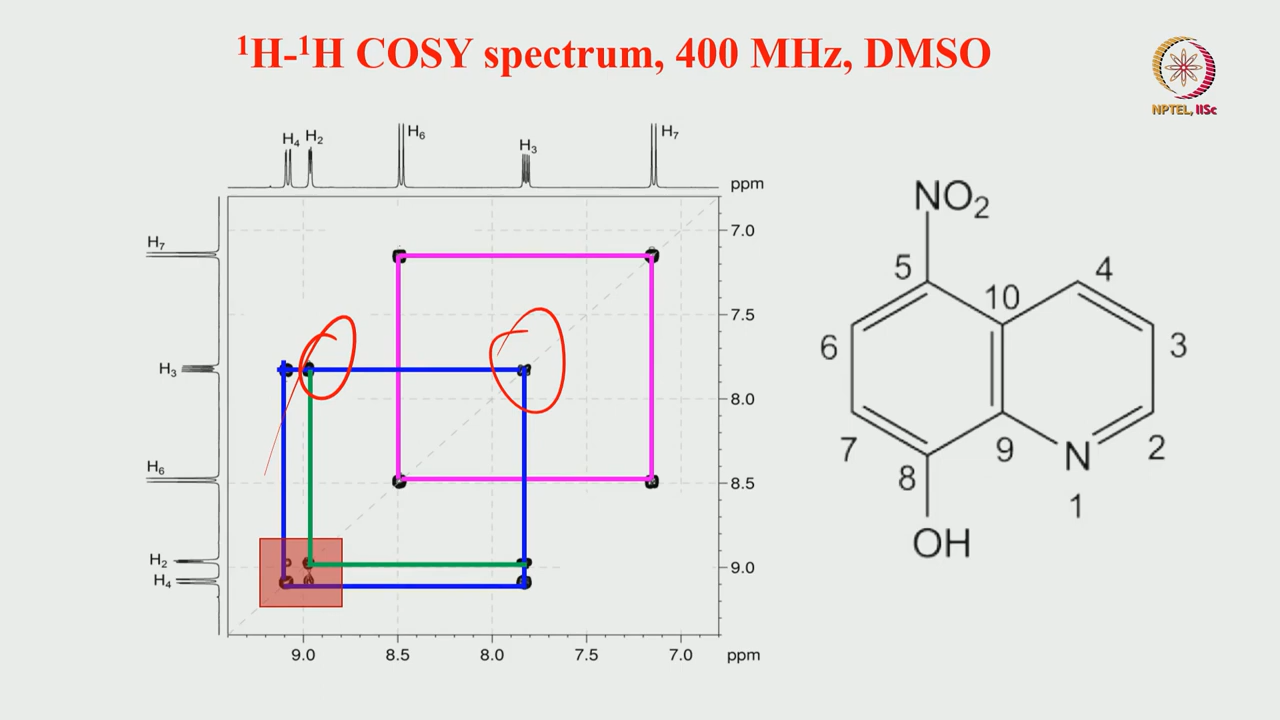 ¹H-¹H COSY spectrum, 400 MHz, DMSO
NPTEL, IISc
H₄ H₂ H₆ H₃ H₇
ppm
H₇
H₃
H₆
H₂
H₄
7.0
7.5
8.0
8.5
9.0
9.0 8.5 8.0 7.5 7.0 ppm
NO₂
5 4
10
6 3
7 9 2
8 N
1
OH